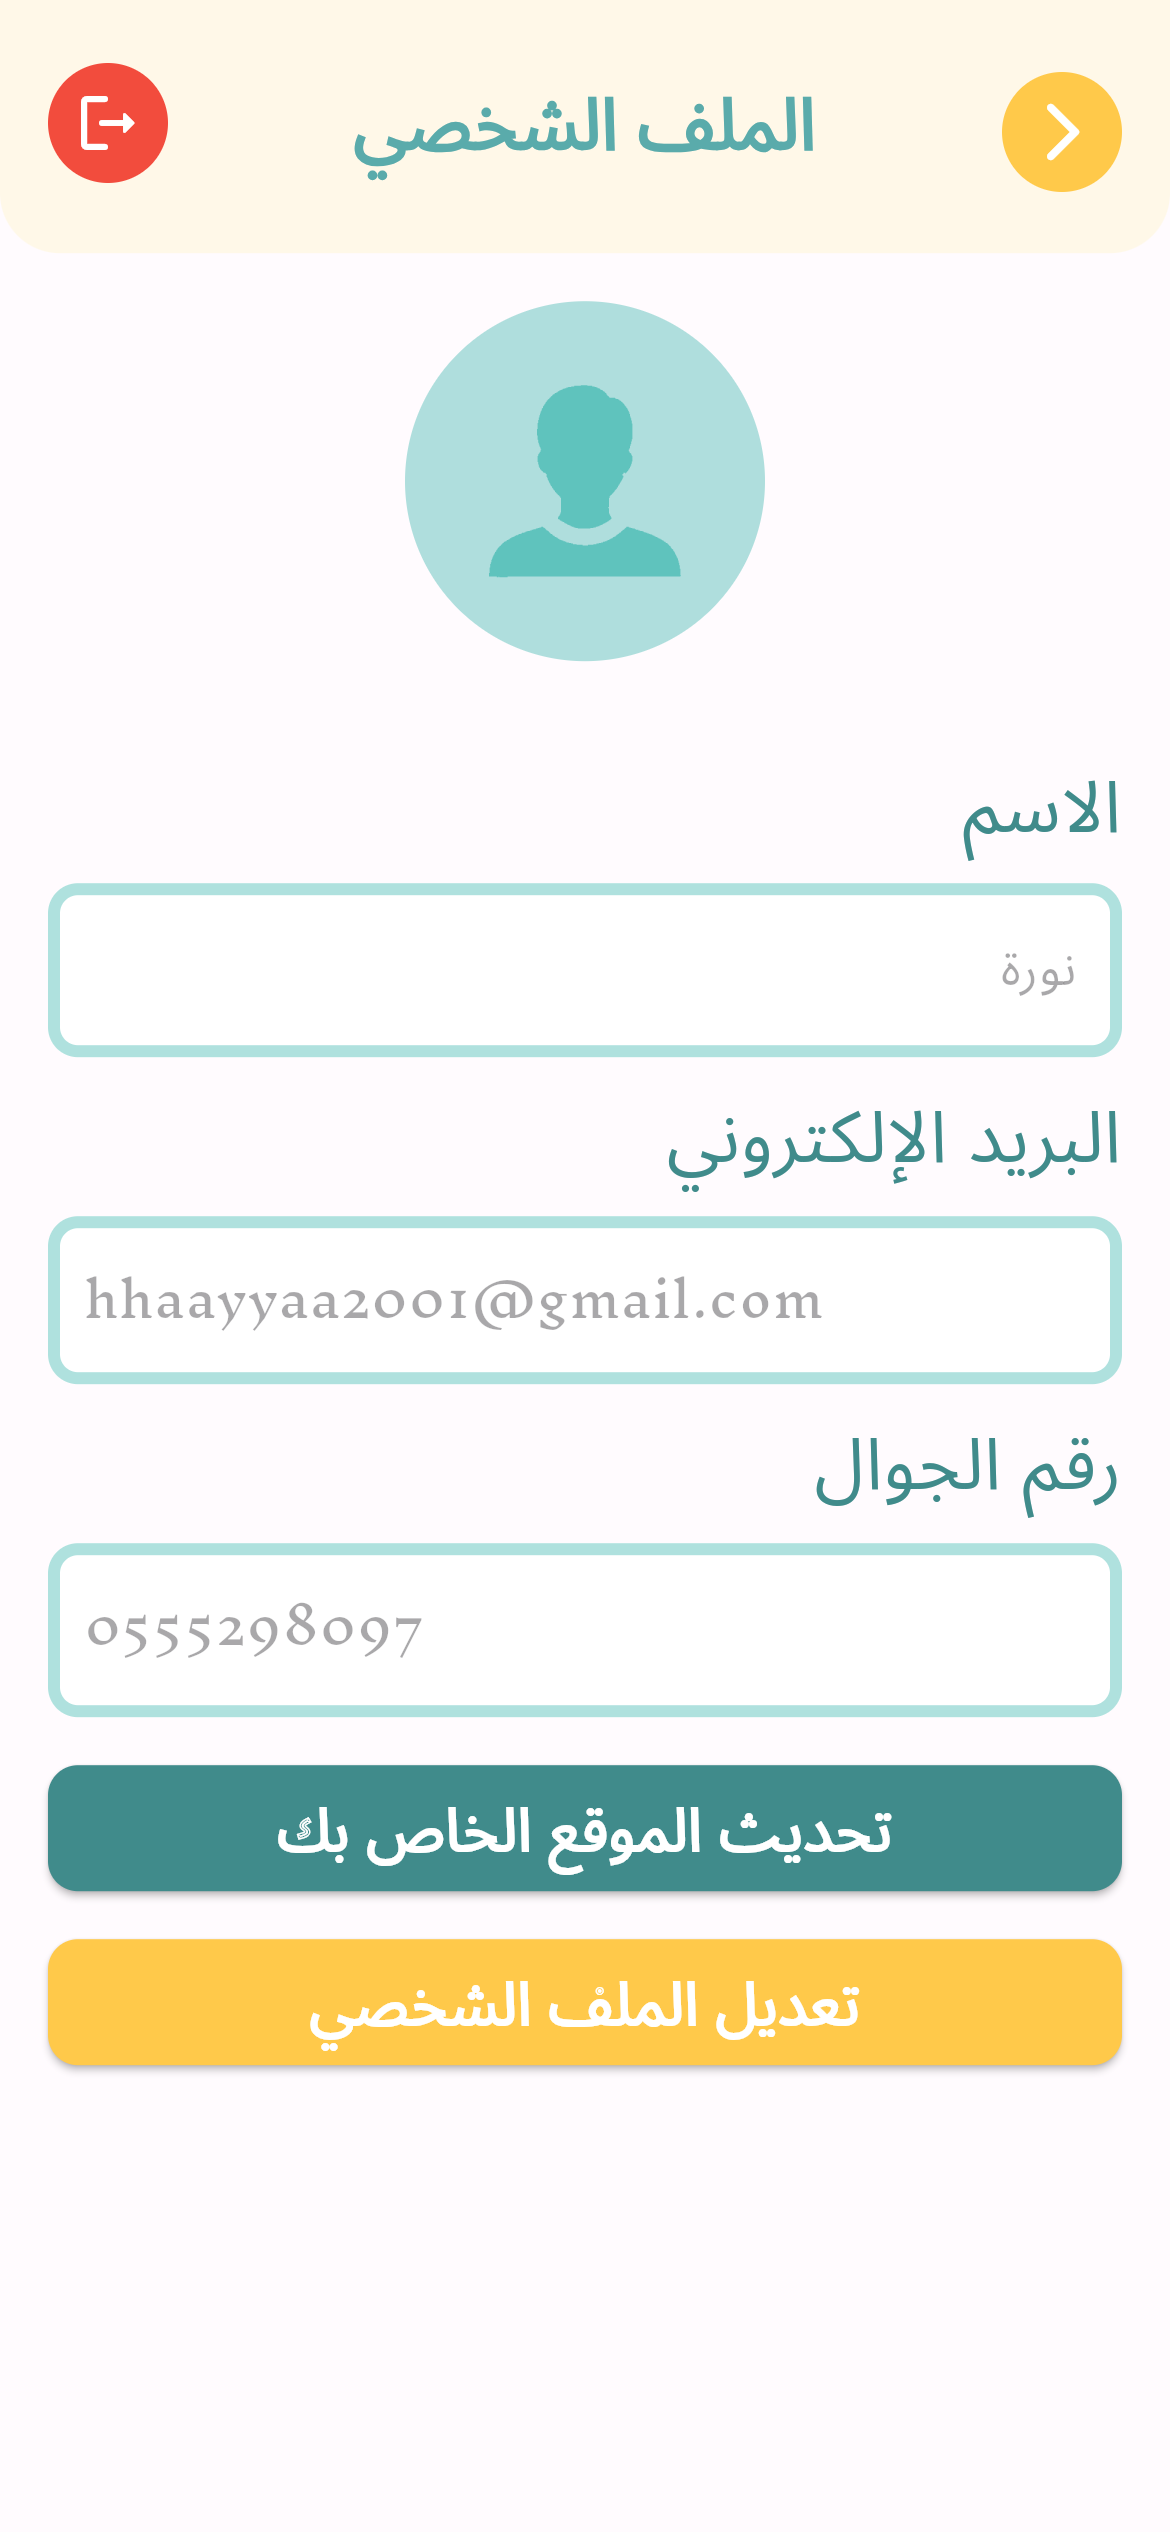 الملف الشخصي
الاسم
نورة
البريد الإلكتروني
hhaayyaa2001@gmail.com
رقم الجوال
0555298097
تحديث الموقع الخاص بك
تعديل الملف الشخصي